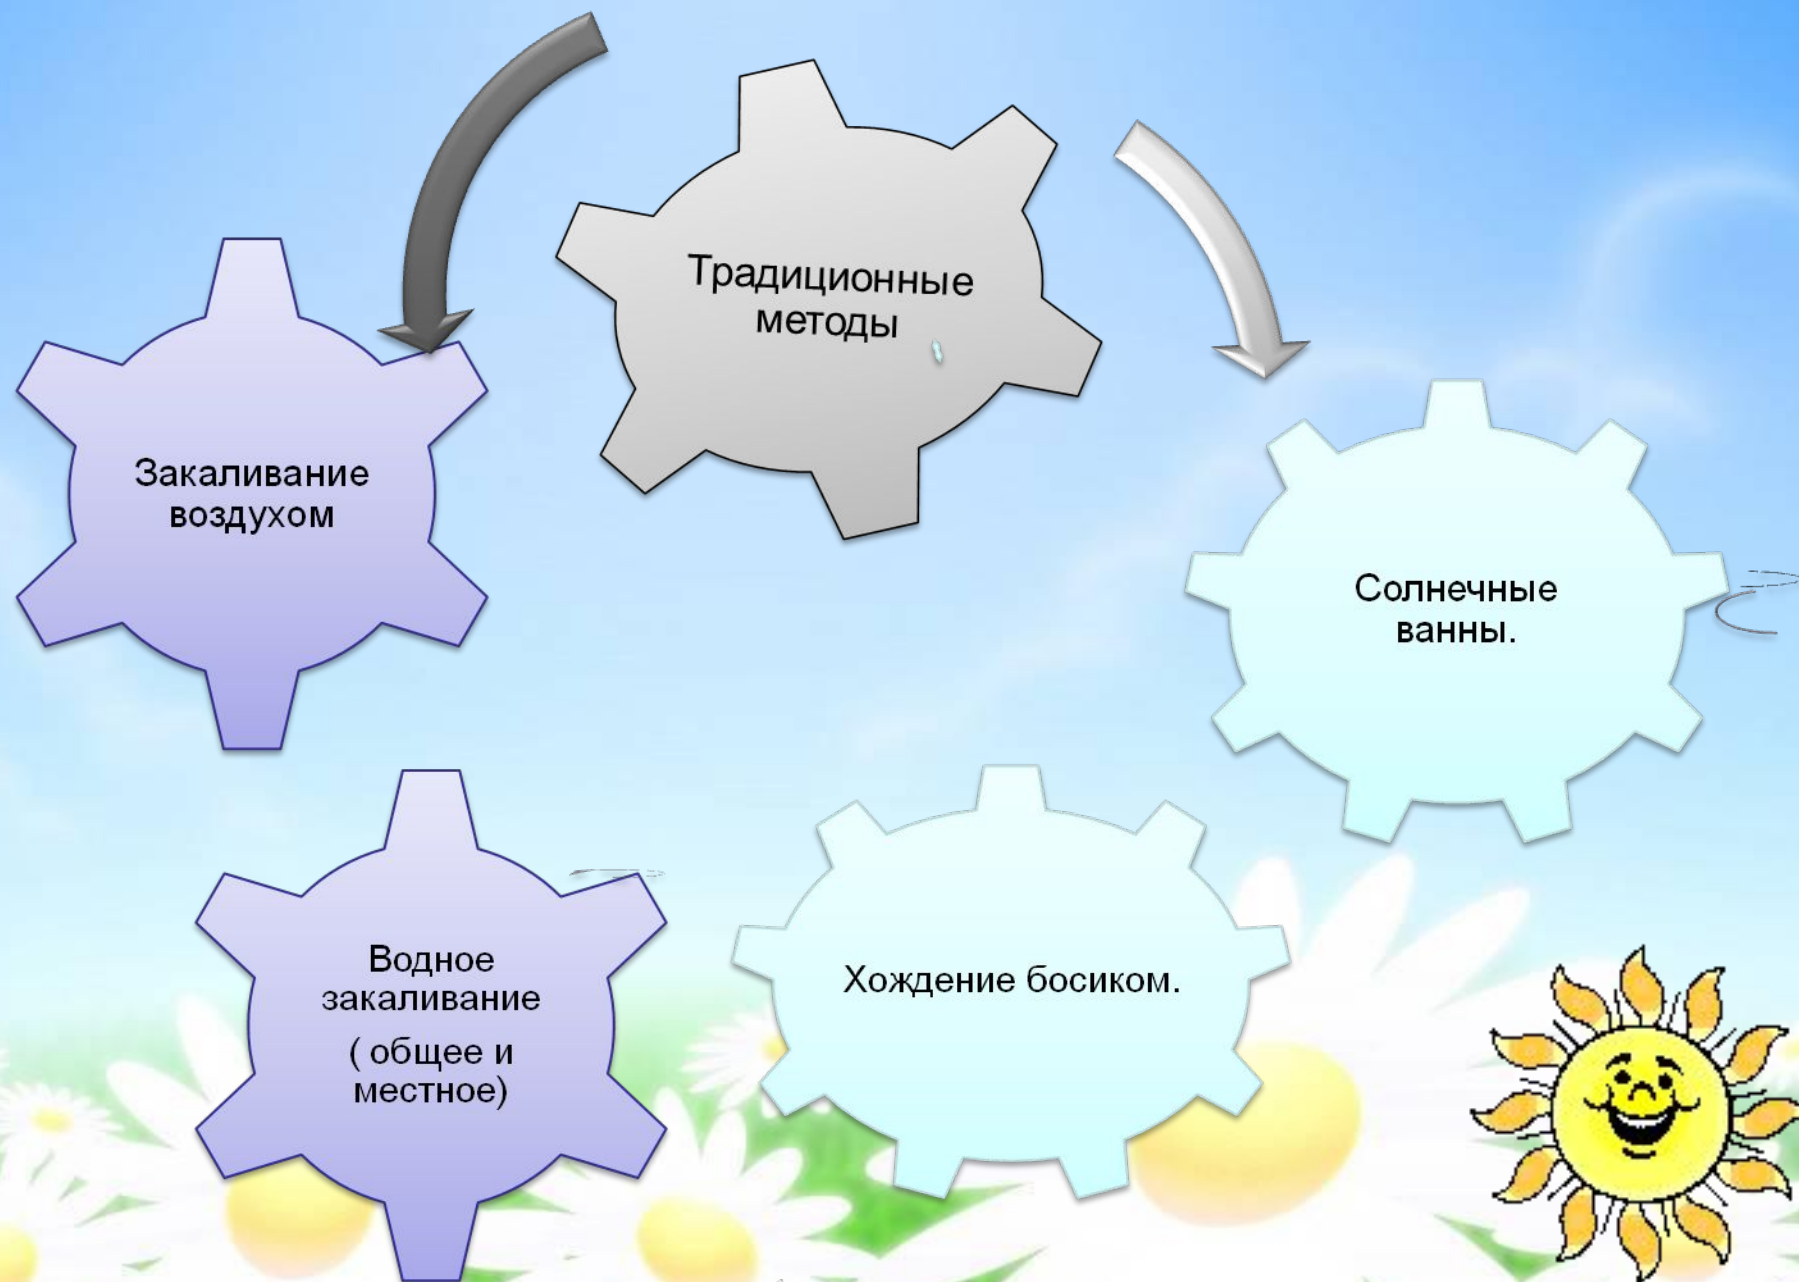 Традиционные
методы
Закаливание
воздухом
Солнечные
ванны.
Водное
закаливание
( общее и
местное)
Хождение босиком.